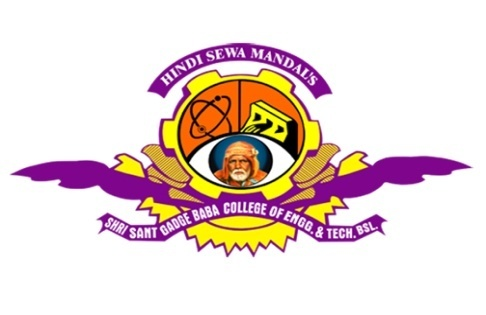 HINDI SEWA MANDAL'S
SHRI SANT GADGE BABA COLLEGE OF ENGG. & TECH. BSL.